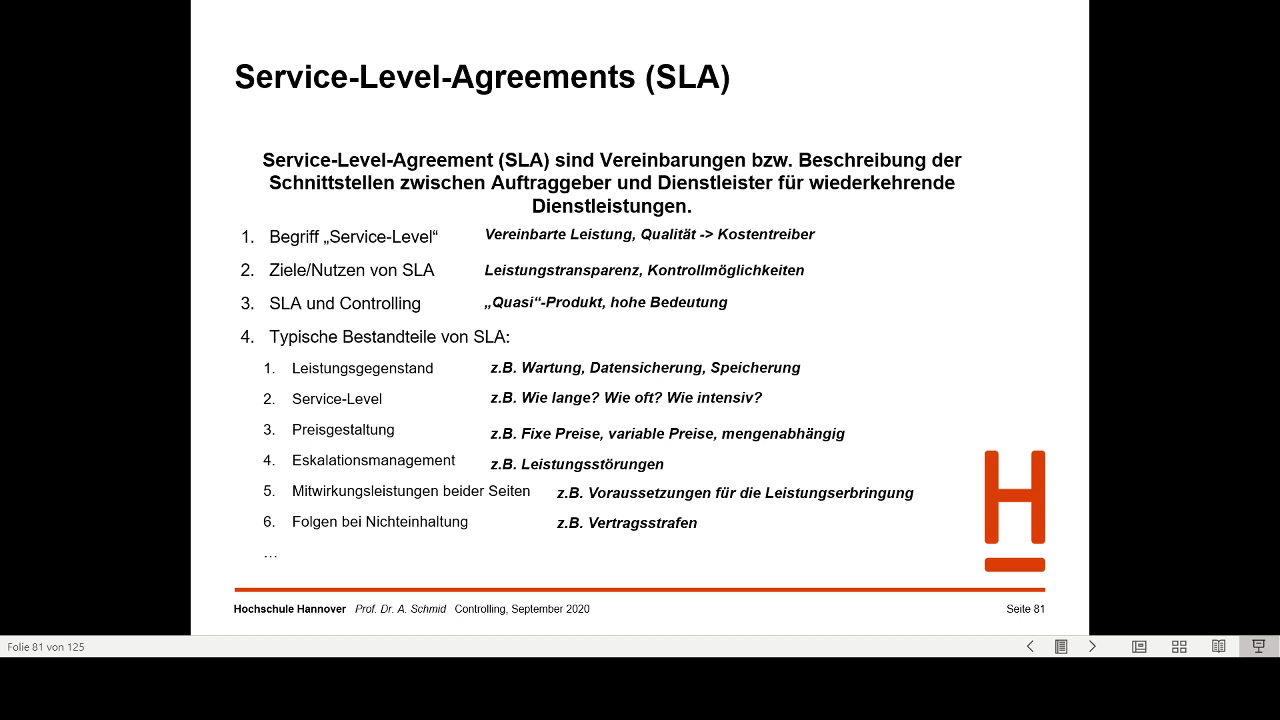 Service-Level-Agreements (SLA)
Service-Level-Agreement (SLA) sind Vereinbarungen bzw. Beschreibung der
Schnittstellen zwischen Auftraggeber und Dienstleister für wiederkehrende
Dienstleistungen.
1. Begriff „Service-Level“ Vereinbarte Leistung, Qualität -> Kostentreiber
2. Ziele/Nutzen von SLA Leistungstransparenz, Kontrollmöglichkeiten
3. SLA und Controlling „Quasi“-Produkt, hohe Bedeutung
4. Typische Bestandteile von SLA:
1. Leistungsgegenstand z.B. Wartung, Datensicherung, Speicherung
2. Service-Level z.B. Wie lange? Wie oft? Wie intensiv?
3. Preisgestaltung z.B. Fixe Preise, variable Preise, mengenabhängig
4. Eskalationsmanagement z.B. Leistungsstörungen
5. Mitwirkungsleistungen beider Seiten z.B. Voraussetzungen für die Leistungserbringung
6. Folgen bei Nichteinhaltung z.B. Vertragsstrafen
…
H
Hochschule Hannover Prof. Dr. A. Schmid Controlling, September 2020 Seite 81
Folie 81 von 125